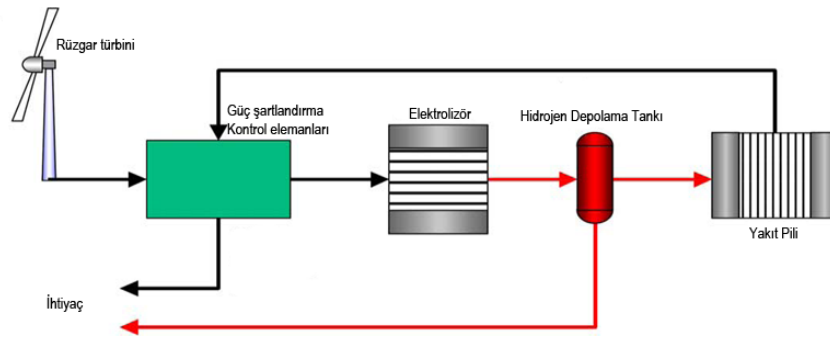 Rüzgar türbini
Güç şartlandırma
Kontrol elemanları
Elektrolizör
Hidrojen Depolama Tankı
Yakıt Pili
İhtiyaç